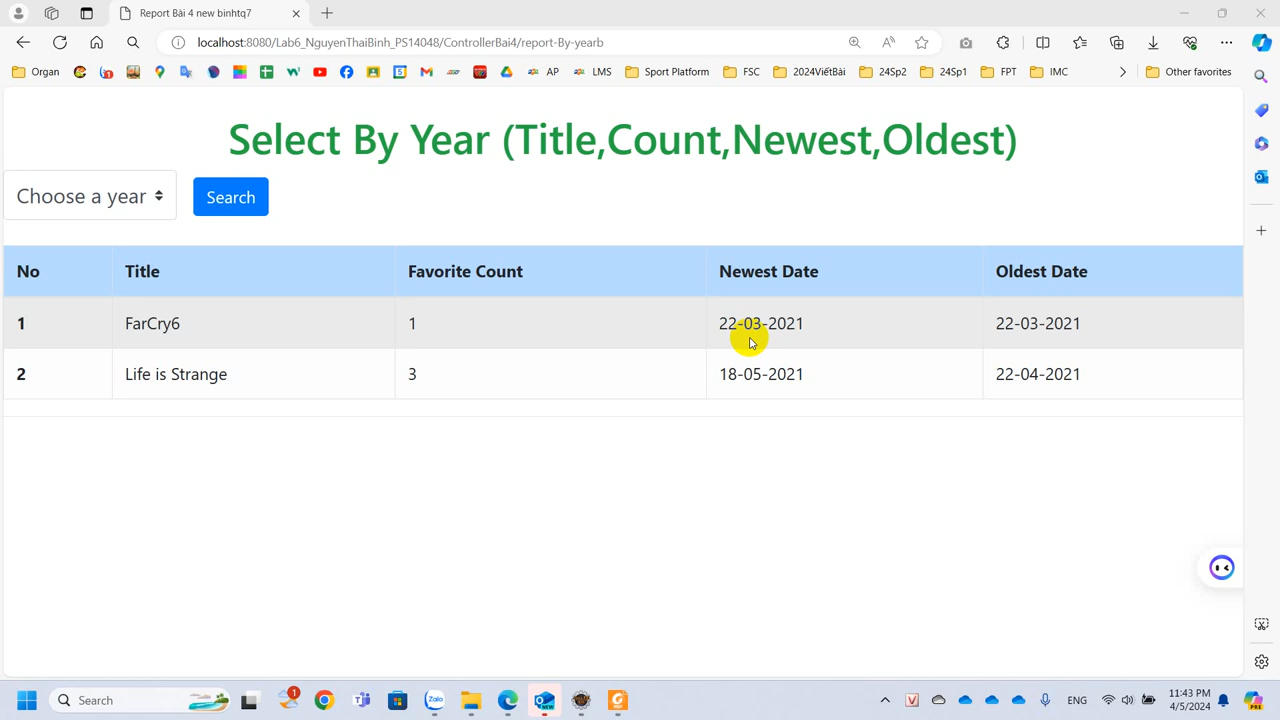 Report Bài 4 new binhtq7
localhost:8080/Lab6_NguyenThaiBinh_PS14048/ControllerBai4/report-By-yearb
Organ
AP
LMS
Sport Platform
FSC
2024ViếtBài
24Sp2
24Sp1
FPT
IMC
Other favorites
Select By Year (Title,Count,Newest,Oldest)
Choose a year
Search
No Title Favorite Count Newest Date Oldest Date
1 FarCry6 1 22-03-2021 22-03-2021
2 Life is Strange 3 18-05-2021 22-04-2021
Search
1
Zalo
ENG
11:43 PM
4/5/2024
PRE